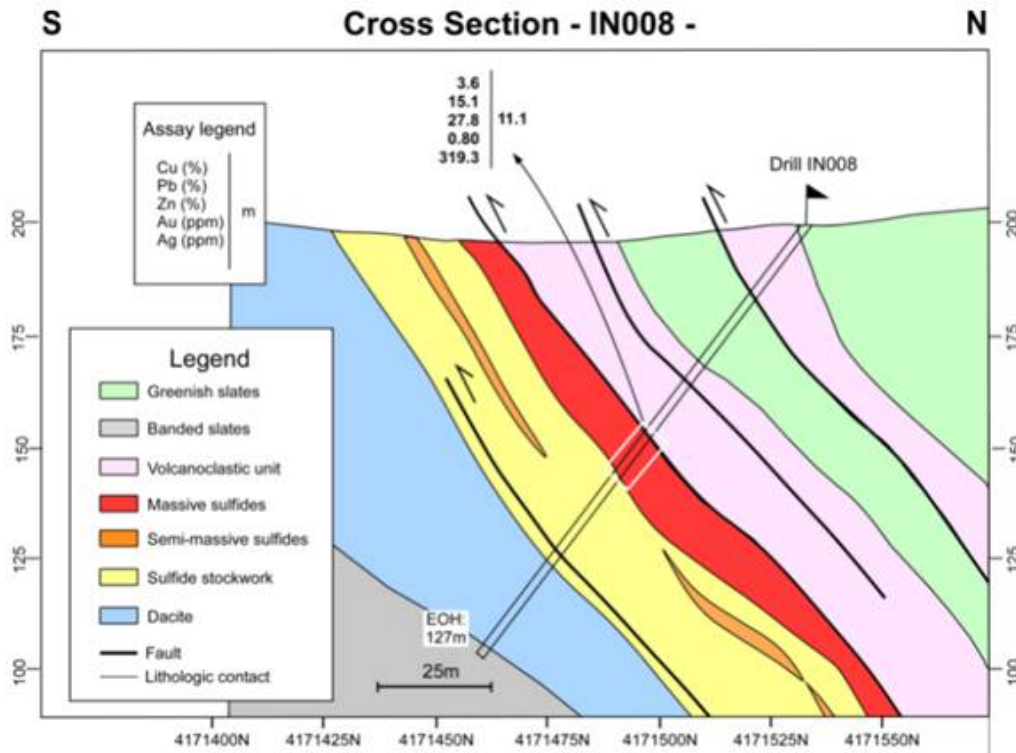 S
Cross Section - IN008 -
N
3.6
15.1
27.8
0.80
319.3
11.1
Assay legend
Cu (%)
Pb (%)
Zn (%)
Au (ppm)
Ag (ppm)
m
Drill IN008
200
175
150
125
100
200
175
150
125
100
Legend
Greenish slates
Banded slates
Volcanoclastic unit
Massive sulfides
Semi-massive sulfides
Sulfide stockwork
Dacite
Fault
Lithologic contact
EOH:
127m
25m
4171400N
4171425N
4171450N
4171475N
4171500N
4171525N
4171550N